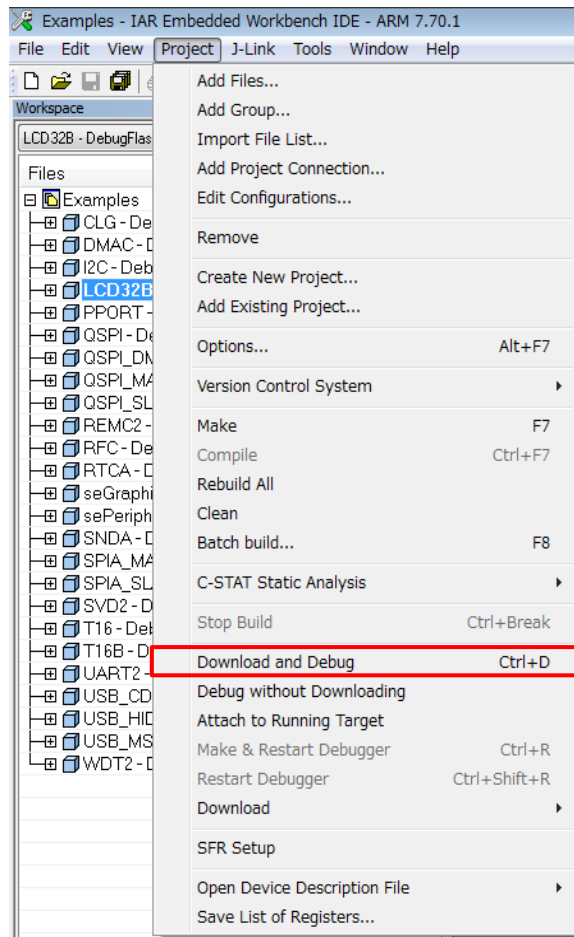 Examples - IAR Embedded Workbench IDE - ARM 7.70.1
File Edit View Project J-Link Tools Window Help
Workspace
LCD32B - DebugFlas
Files
Examples
CLG - De
DMAC - D
I2C - Deb
LCD32B
PPORT -
QSPI - De
QSPI_DM
QSPI_MA
QSPI_SL
REMC2 -
RFC - De
RTCA - D
seGraphi
sePeriph
SNDA - D
SPIA_MA
SPIA_SL
SVD2 - D
T16 - Deb
T16B - D
UART2 -
USB_CD
USB_HID
USB_MS
WDT2 - D
Add Files...
Add Group...
Import File List...
Add Project Connection...
Edit Configurations...
Remove
Create New Project...
Add Existing Project...
Options... Alt+F7
Version Control System
Make F7
Compile Ctrl+F7
Rebuild All
Clean
Batch build... F8
C-STAT Static Analysis
Stop Build Ctrl+Break
Download and Debug Ctrl+D
Debug without Downloading
Attach to Running Target
Make & Restart Debugger Ctrl+R
Restart Debugger Ctrl+Shift+R
Download
SFR Setup
Open Device Description File
Save List of Registers...